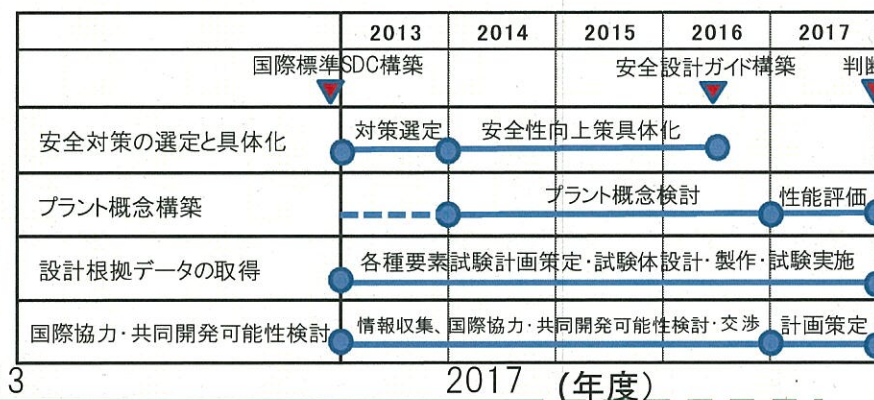 2013 2014 2015 2016 2017
国際標準SDC構築 安全設計ガイド構築 判断
安全対策の選定と具体化 対策選定 安全性向上策具体化
プラント概念構築 プラント概念検討 性能評価
設計根拠データの取得 各種要素試験計画策定・試験体設計・製作・試験実施
国際協力・共同開発可能性検討 情報収集、国際協力・共同開発可能性検討・交渉 計画策定
3 2017 (年度)